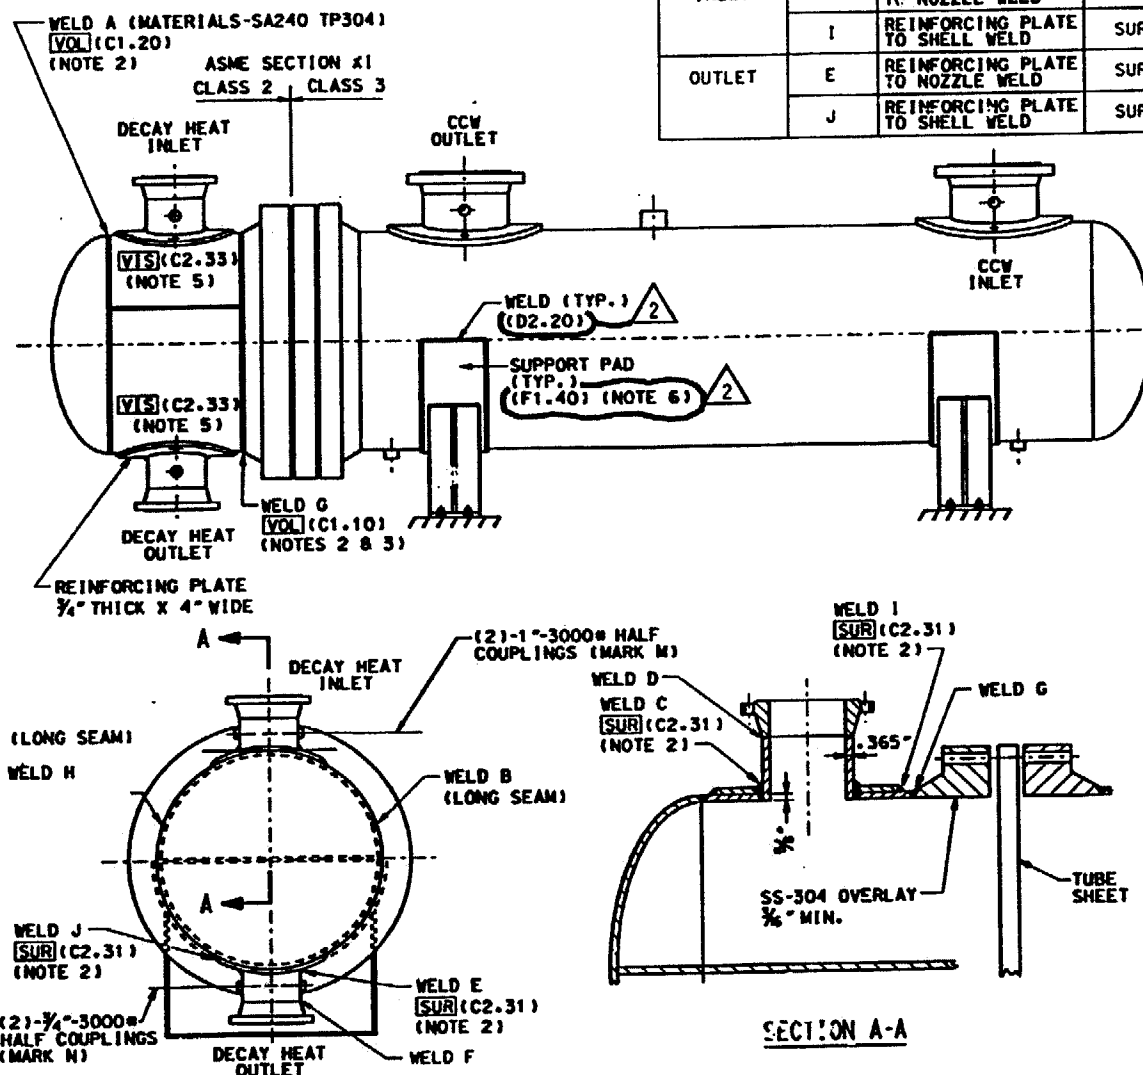 WELD A (MATERIALS-SA240 TP304)
VOL (C1.20)
(NOTE 2)
ASME SECTION XI
CLASS 2 CLASS 3
TO NOZZLE WELD
I
REINFORCING PLATE
TO SHELL WELD
SUR
OUTLET
E
REINFORCING PLATE
TO NOZZLE WELD
SUR
J
REINFORCING PLATE
TO SHELL WELD
SUR
DECAY HEAT
INLET
CCW
OUTLET
VIS (C2.33)
(NOTE 5)
CCW
INLET
WELD (TYP.)
(D2.20)
2
SUPPORT PAD
(TYP.)
(F1.40) (NOTE 6)
2
VIS (C2.33)
(NOTE 5)
WELD G
VOL (C1.10)
(NOTES 2 & 3)
DECAY HEAT
OUTLET
REINFORCING PLATE
¾" THICK X 4" WIDE
A
(2)-1"-3000# HALF
COUPLINGS (MARK M)
DECAY HEAT
INLET
(LONG SEAM)
WELD H
WELD B
(LONG SEAM)
A
WELD J
SUR (C2.31)
(NOTE 2)
WELD E
SUR (C2.31)
(NOTE 2)
(2)-¾"-3000#
HALF COUPLINGS
(MARK N)
DECAY HEAT
OUTLET
WELD F
WELD I
SUR (C2.31)
(NOTE 2)
WELD D
WELD C
SUR (C2.31)
(NOTE 2)
WELD G
.365"
SS-304 OVERLAY
MIN.
TUBE
SHEET
SECTION A-A